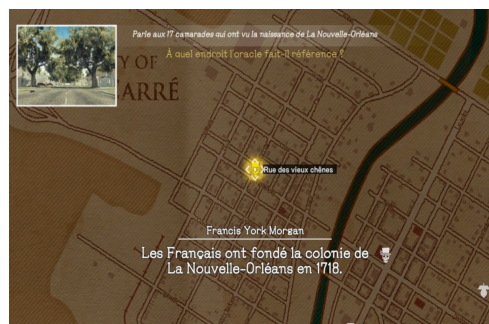 Parle aux 17 camarades qui ont vu la naissance de La Nouvelle-Orléans
À quel endroit l'oracle fait-il référence ?
Y OF
ARRÉ
Rue des vieux chênes
Francis York Morgan
Les Français ont fondé la colonie de
La Nouvelle-Orléans en 1718.